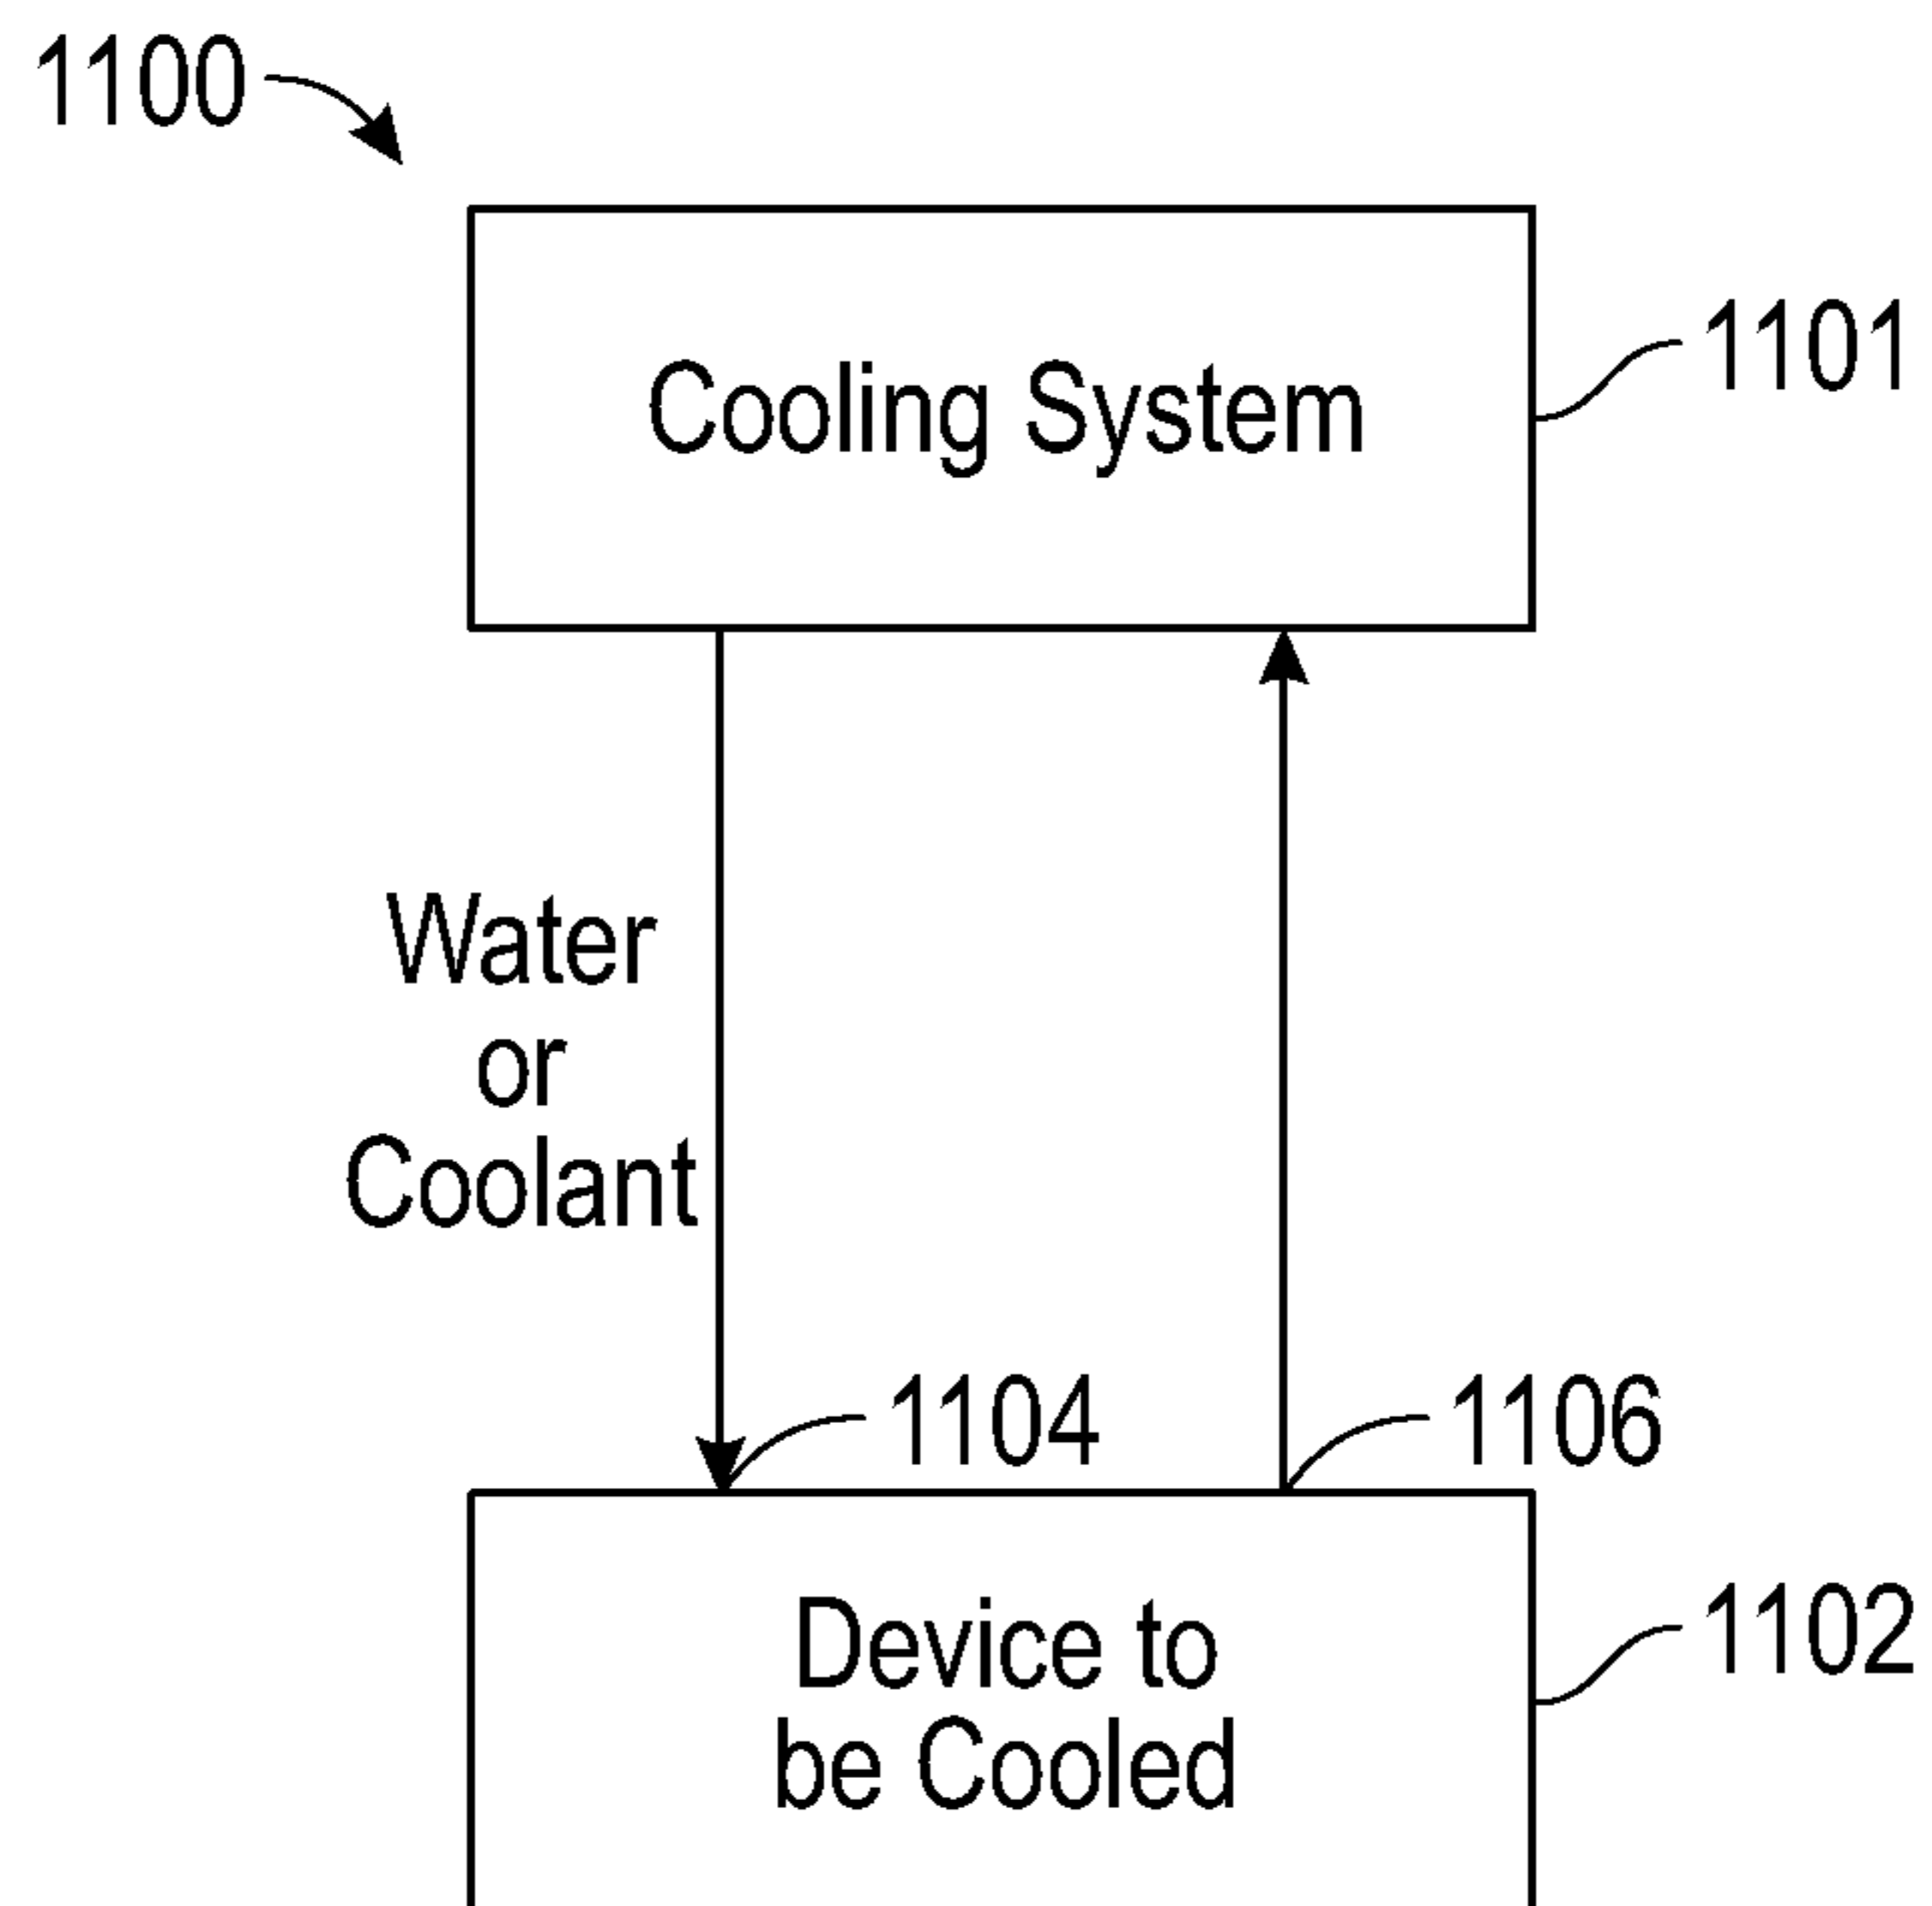 1100
1101
Cooling System
Water
or
Coolant
1104
1106
1102
Device to
be Cooled